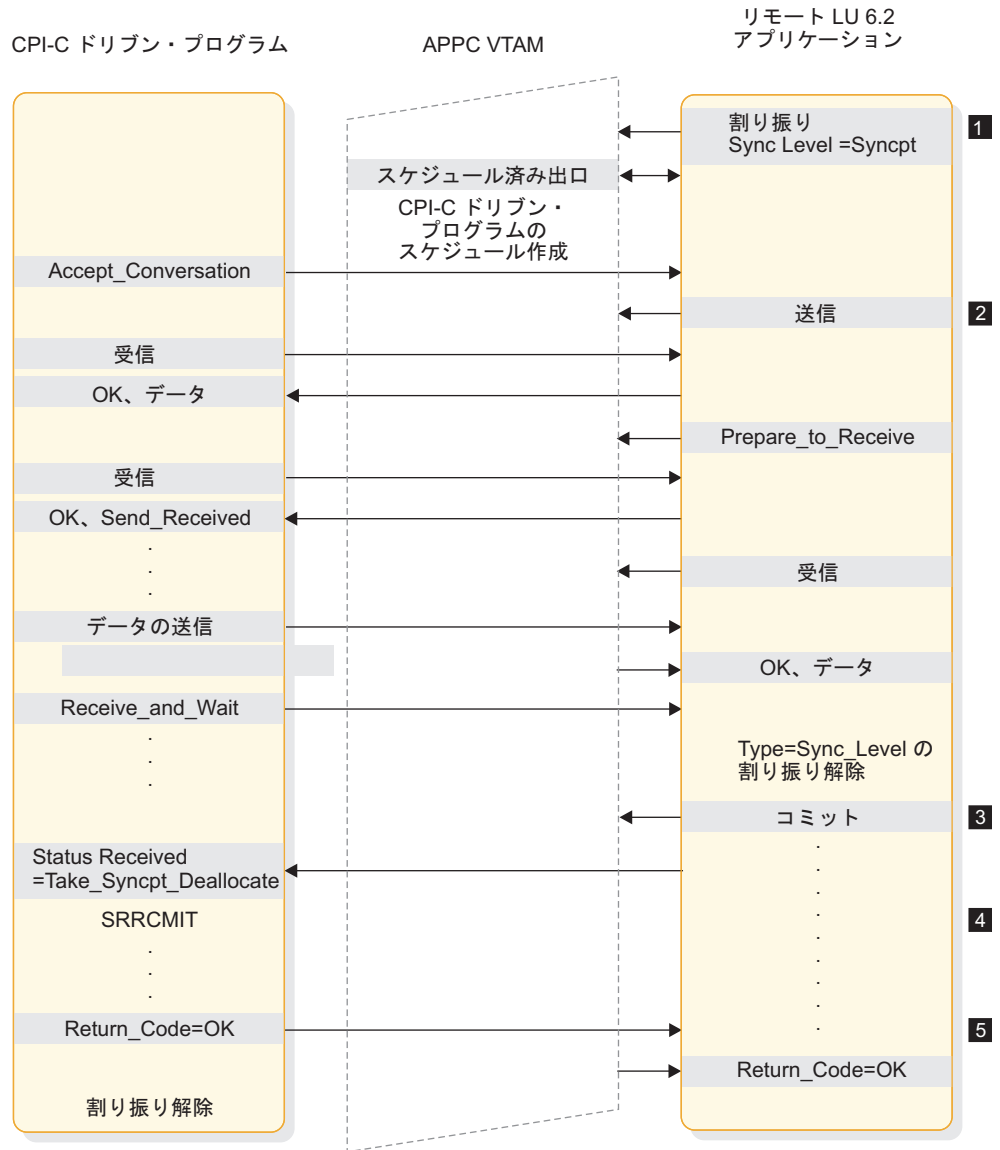 CPI-C ドリブン・プログラム
APPC VTAM
リモート LU 6.2
アプリケーション
割り振り
Sync Level =Syncpt
1
スケジュール済み出口
CPI-C ドリブン・
プログラムの
スケジュール作成
Accept_Conversation
送信
2
受信
OK、データ
Prepare_to_Receive
受信
OK、Send_Received
.
.
.
受信
データの送信
OK、データ
Receive_and_Wait
.
.
.
Type=Sync_Level の
割り振り解除
コミット
3
Status Received
=Take_Syncpt_Deallocate
SRRCMIT
4
.
.
.
.
.
.
.
.
.
.
.
.
Return_Code=OK
5
Return_Code=OK
割り振り解除